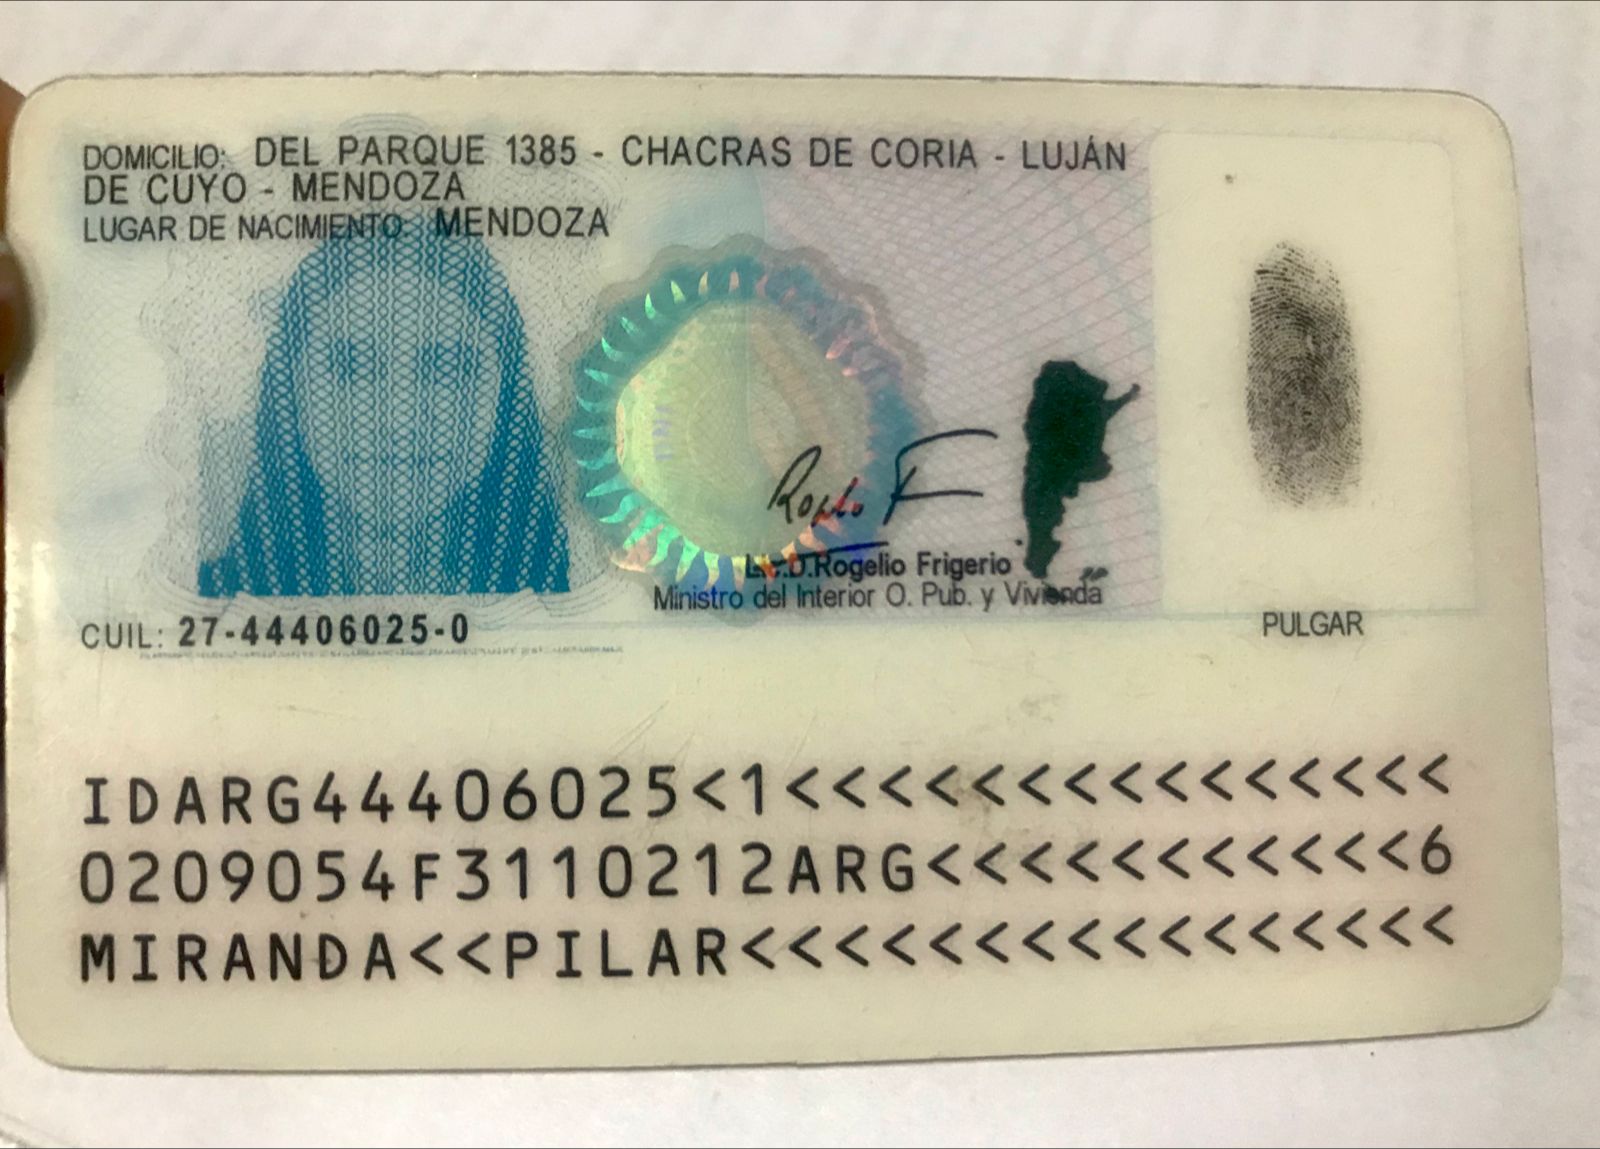 DOMICILIO: DEL PARQUE 1385 - CHACRAS DE CORIA - LUJÁN
DE CUYO - MENDOZA
LUGAR DE NACIMIENTO: MENDOZA
Lic.D.Rogelio Frigerio
Ministro del Interior O. Pub. y Vivienda
CUIL: 27-44406025-0
PULGAR
IDARG44406025<1<<<<<<<<<<<<<<<
0209054F3110212ARG<<<<<<<<<<<6
MIRANDA<<PILAR<<<<<<<<<<<<<<<<